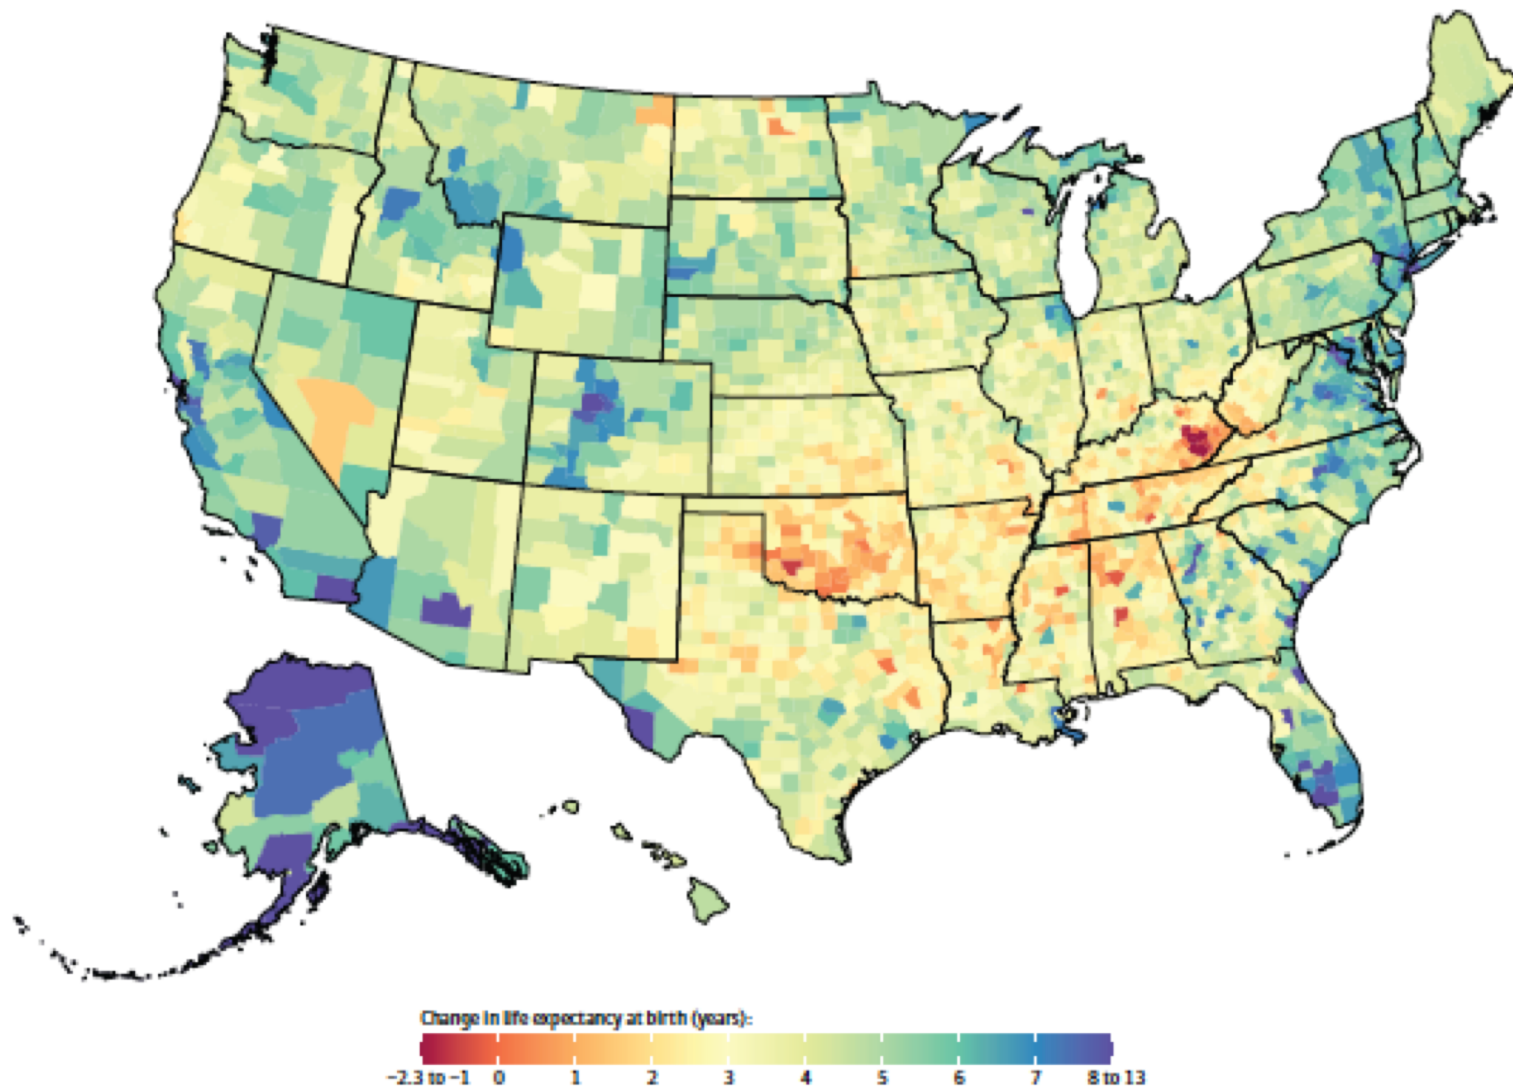 Change in life expectancy at birth (years):
−2.3 to −1 0 1 2 3 4 5 6 7 8 to 13